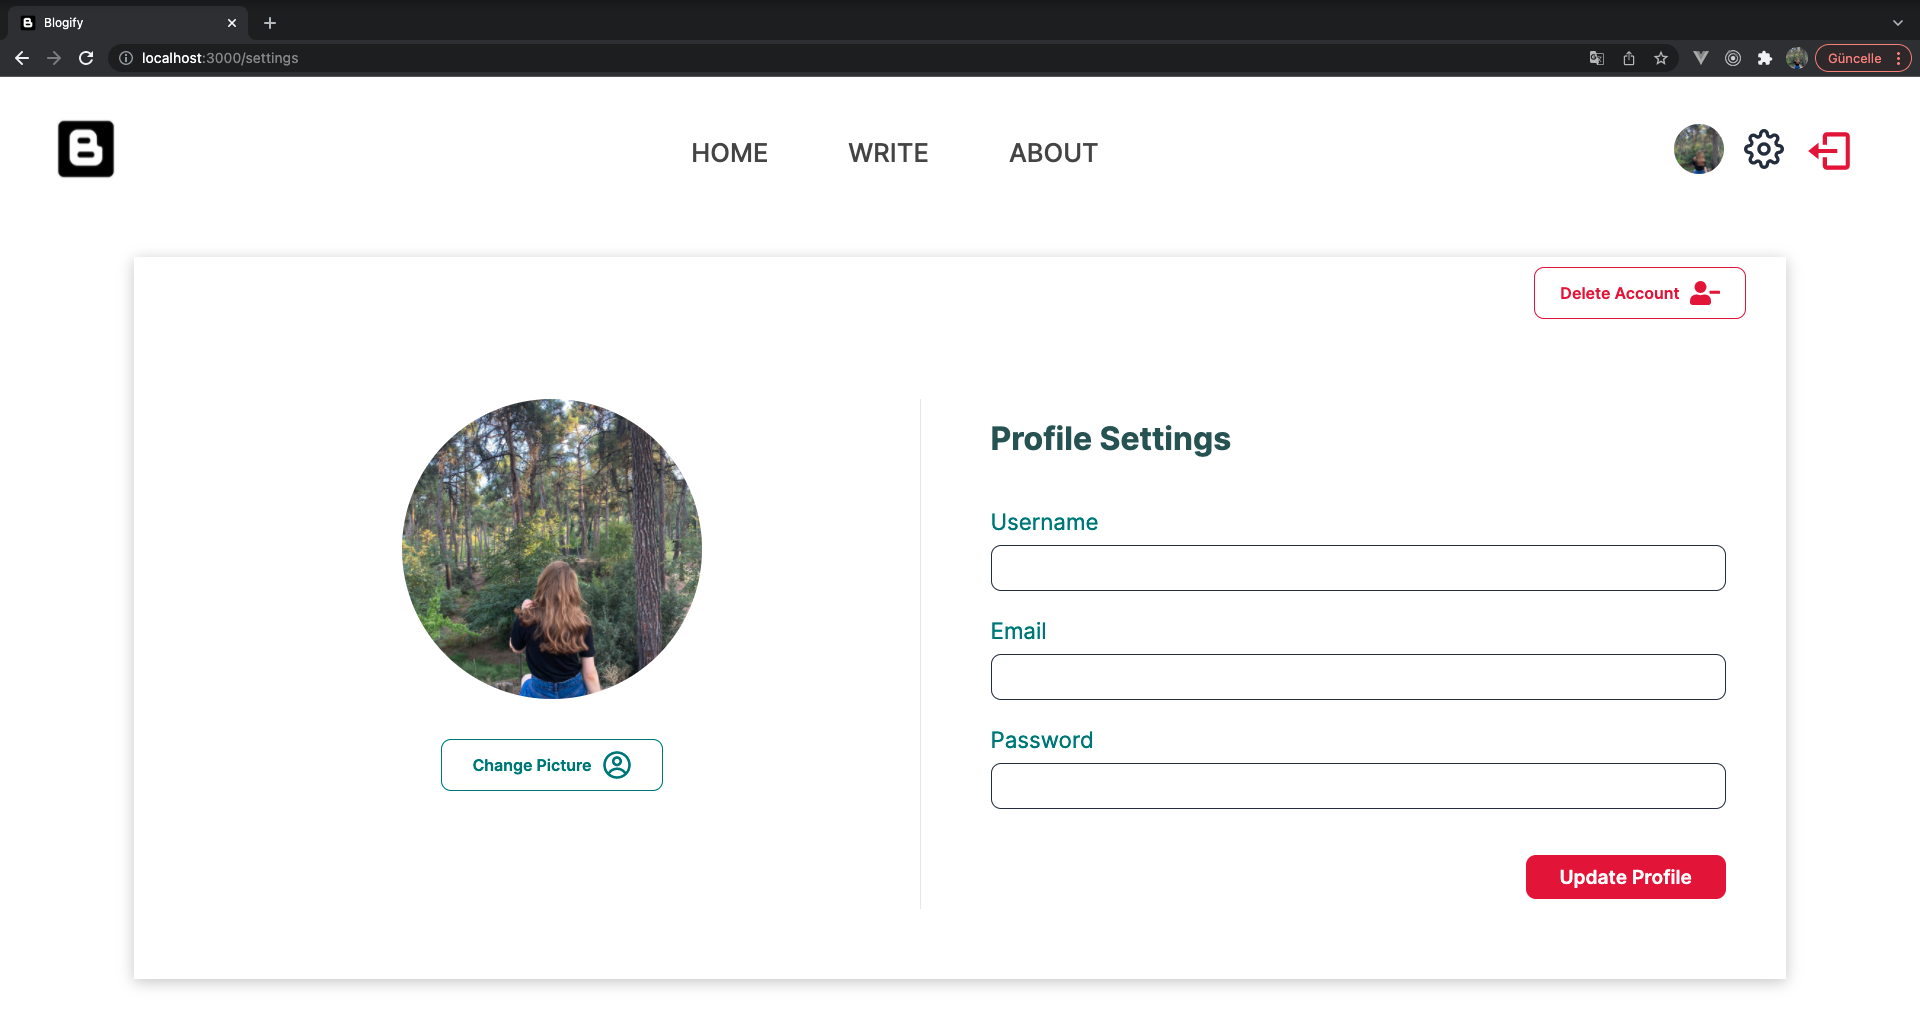 Blogify
localhost:3000/settings
Güncelle
B
HOME WRITE ABOUT
Delete Account
Profile Settings
Username
Email
Password
Change Picture
Update Profile